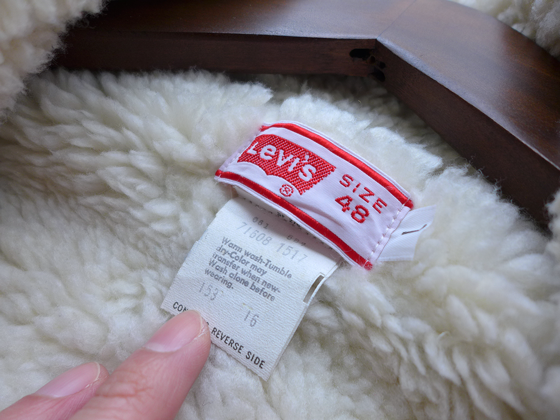 Levi's
®
SIZE
48
71608 1517
Warm wash-Tumble
dry-Color may
transfer when new-
Wash alone before
wearing.
153
16
REVERSE SIDE